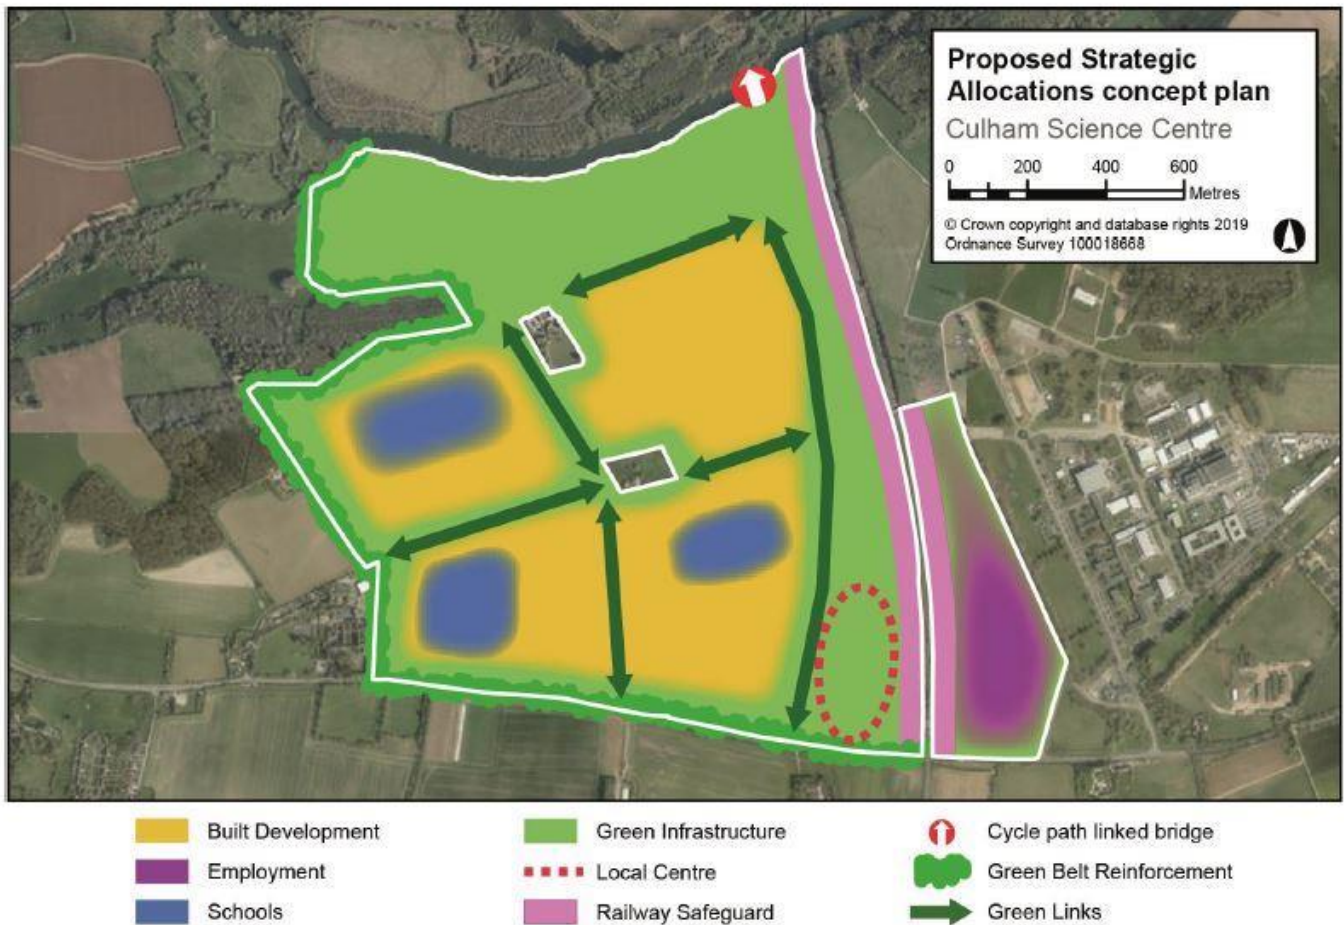 Proposed Strategic
Allocations concept plan
Culham Science Centre
0 200 400 600
Metres
© Crown copyright and database rights 2019
Ordnance Survey 100018668
Built Development
Green Infrastructure
Cycle path linked bridge
Employment
Local Centre
Green Belt Reinforcement
Schools
Railway Safeguard
Green Links